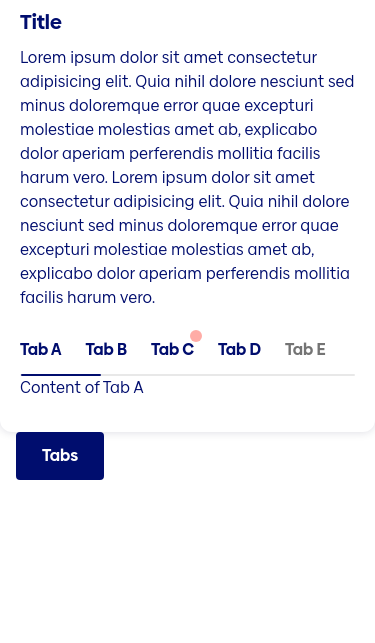 Title
Lorem ipsum dolor sit amet consectetur
adipisicing elit. Quia nihil dolore nesciunt sed
minus doloremque error quae excepturi
molestiae molestias amet ab, explicabo
dolor aperiam perferendis mollitia facilis
harum vero. Lorem ipsum dolor sit amet
consectetur adipisicing elit. Quia nihil dolore
nesciunt sed minus doloremque error quae
excepturi molestiae molestias amet ab,
explicabo dolor aperiam perferendis mollitia
facilis harum vero.
Tab A Tab B Tab C Tab D Tab E
Content of Tab A
Tabs